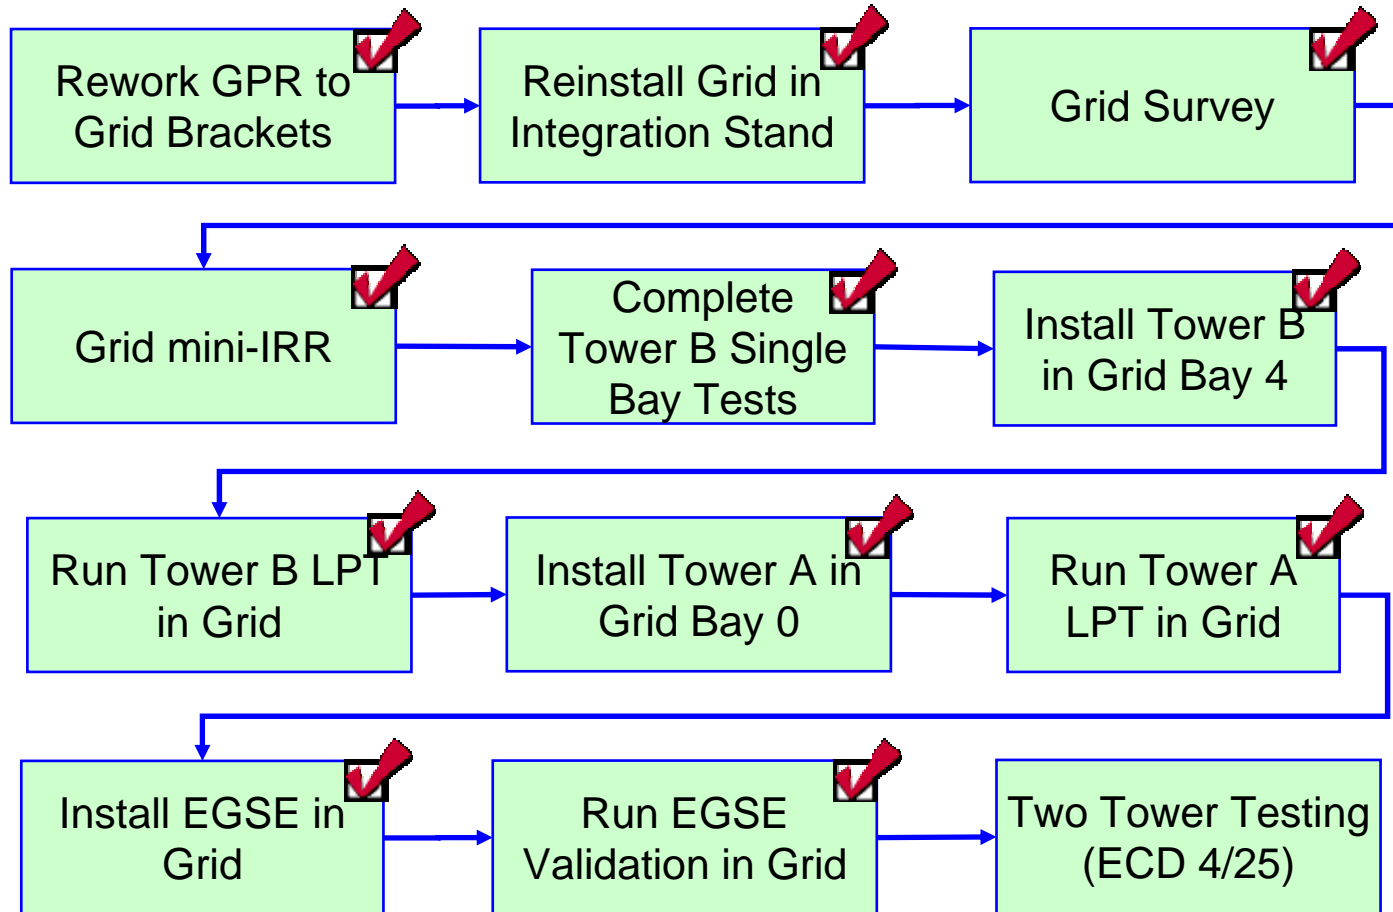 Rework GPR to
Grid Brackets
Reinstall Grid in
Integration Stand
Grid Survey
Grid mini-IRR
Complete
Tower B Single
Bay Tests
Install Tower B
in Grid Bay 4
Run Tower B LPT
in Grid
Install Tower A in
Grid Bay 0
Run Tower A
LPT in Grid
Install EGSE in
Grid
Run EGSE
Validation in Grid
Two Tower Testing
(ECD 4/25)